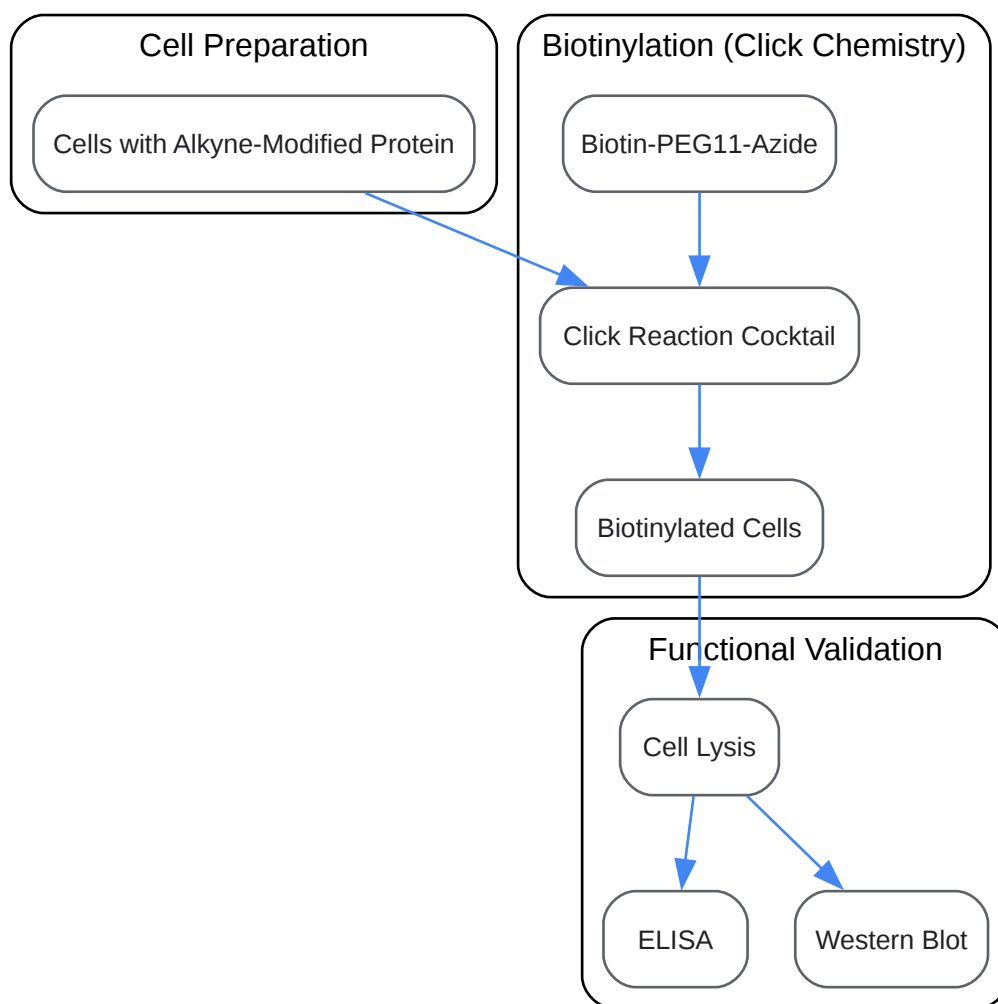 Cell Preparation
Cells with Alkyne-Modified Protein
Biotinylation (Click Chemistry)
Biotin-PEG11-Azide
Click Reaction Cocktail
Biotinylated Cells
Functional Validation
Cell Lysis
ELISA
Western Blot